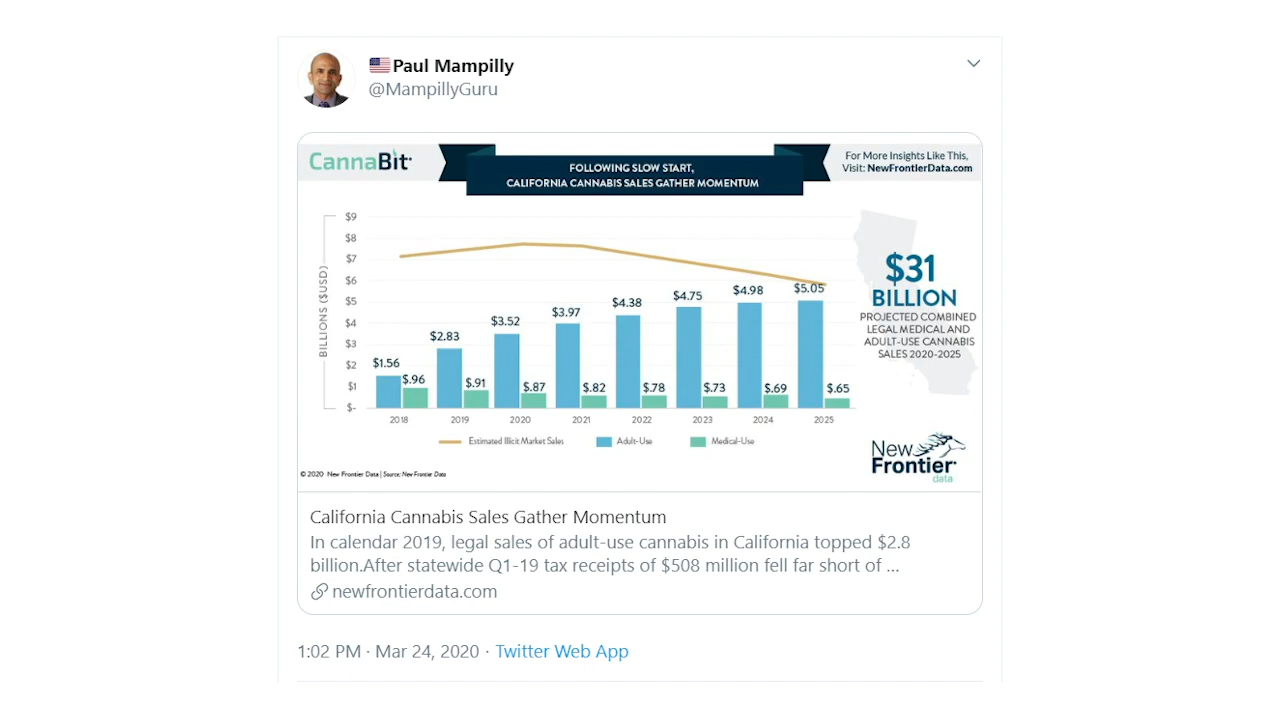 Paul Mampilly
@MampillyGuru
CannaBit
FOLLOWING SLOW START,
CALIFORNIA CANNABIS SALES GATHER MOMENTUM
For More Insights Like This,
Visit: NewFrontierData.com
BILLIONS ($USD)
$9
$8
$7
$6
$5
$4
$3
$2
$1
$-
$1.56
$.96
$2.83
$.91
$3.52
$.87
$3.97
$.82
$4.38
$.78
$4.75
$.73
$4.98
$.69
$5.05
$.65
2018 2019 2020 2021 2022 2023 2024 2025
Estimated Illicit Market Sales Adult-Use Medical-Use
$31
BILLION
PROJECTED COMBINED
LEGAL MEDICAL AND
ADULT-USE CANNABIS
SALES 2020-2025
New
Frontier
data
© 2020 New Frontier Data | Source: New Frontier Data
California Cannabis Sales Gather Momentum
In calendar 2019, legal sales of adult-use cannabis in California topped $2.8
billion.After statewide Q1-19 tax receipts of $508 million fell far short of ...
newfrontierdata.com
1:02 PM · Mar 24, 2020 · Twitter Web App